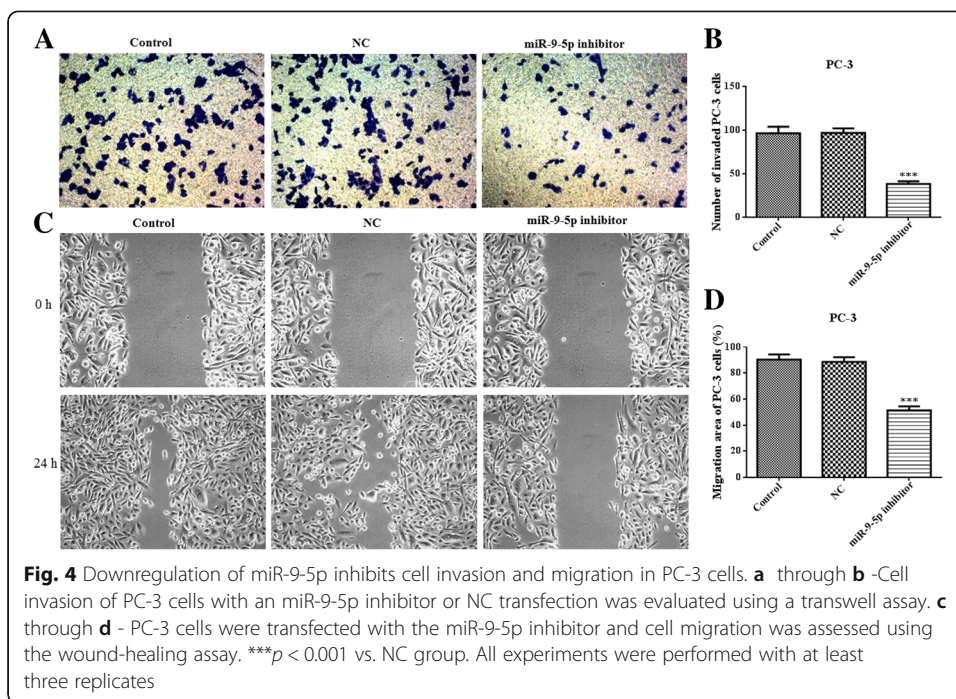 A
Control
NC
miR-9-5p inhibitor
B
PC-3
Number of invaded PC-3 cells
150
100
50
0
***
Control
NC
miR-9-5p inhibitor
C
Control
NC
miR-9-5p inhibitor
0 h
24 h
D
PC-3
Migration area of PC-3 cells (%)
100
80
60
40
20
0
***
Control
NC
miR-9-5p inhibitor
Fig. 4 Downregulation of miR-9-5p inhibits cell invasion and migration in PC-3 cells. a through b -Cell
invasion of PC-3 cells with an miR-9-5p inhibitor or NC transfection was evaluated using a transwell assay. c
through d - PC-3 cells were transfected with the miR-9-5p inhibitor and cell migration was assessed using
the wound-healing assay. ***p < 0.001 vs. NC group. All experiments were performed with at least
three replicates